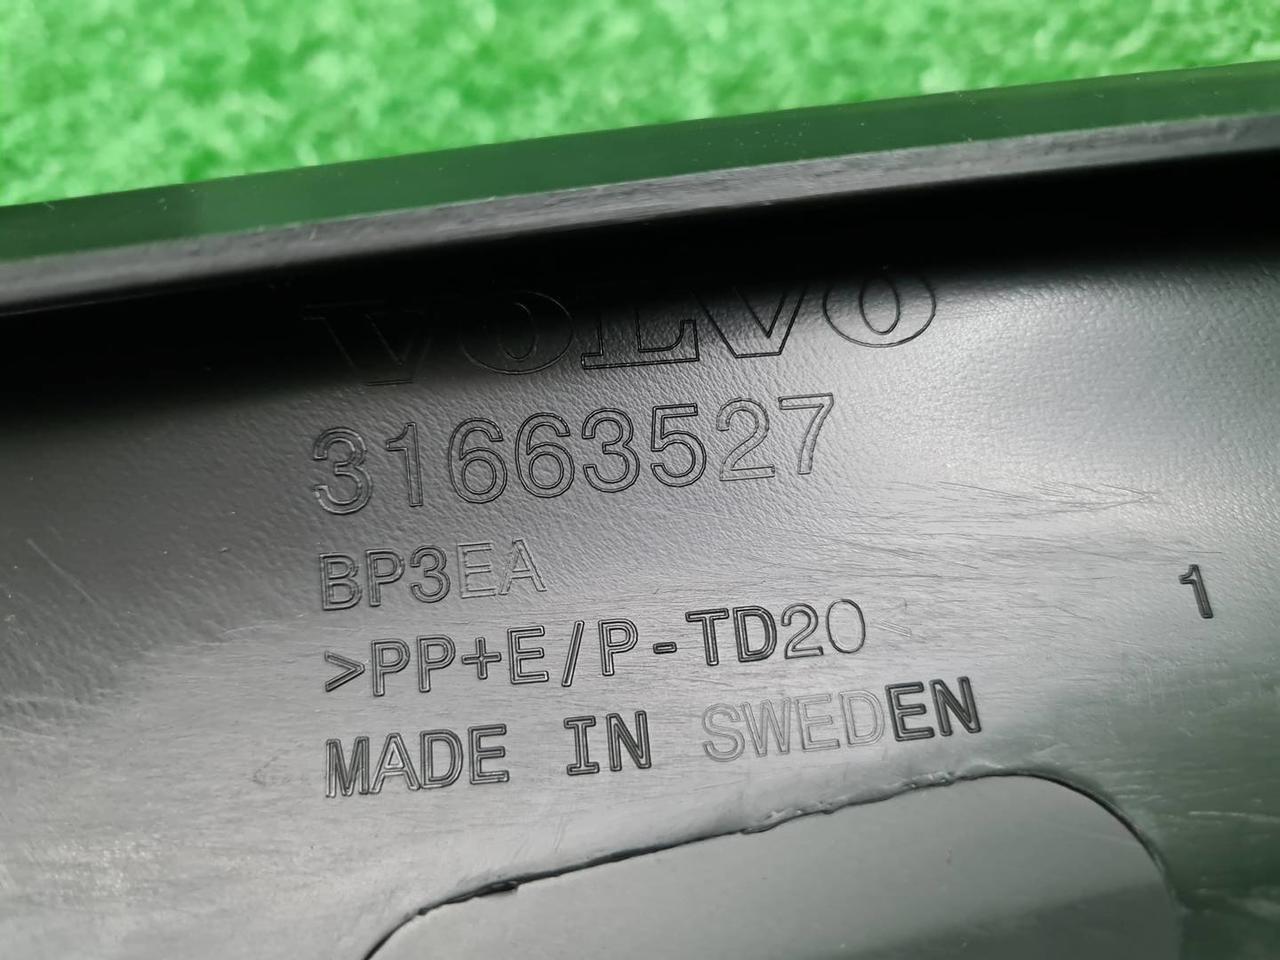 VOLVO
31663527
BP3EA
>PP+E/P-TD20<
1
MADE IN SWEDEN